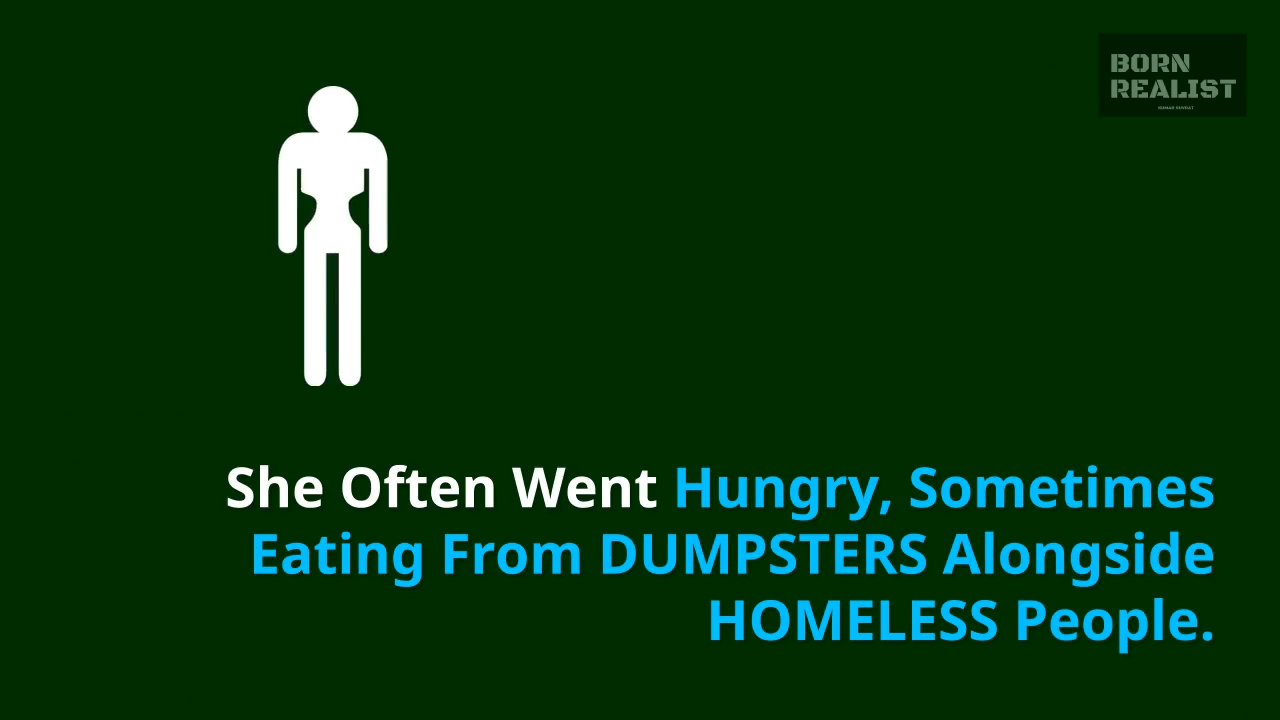 BORN
REALIST
She Often Went Hungry, Sometimes
Eating From DUMPSTERS Alongside
HOMELESS People.